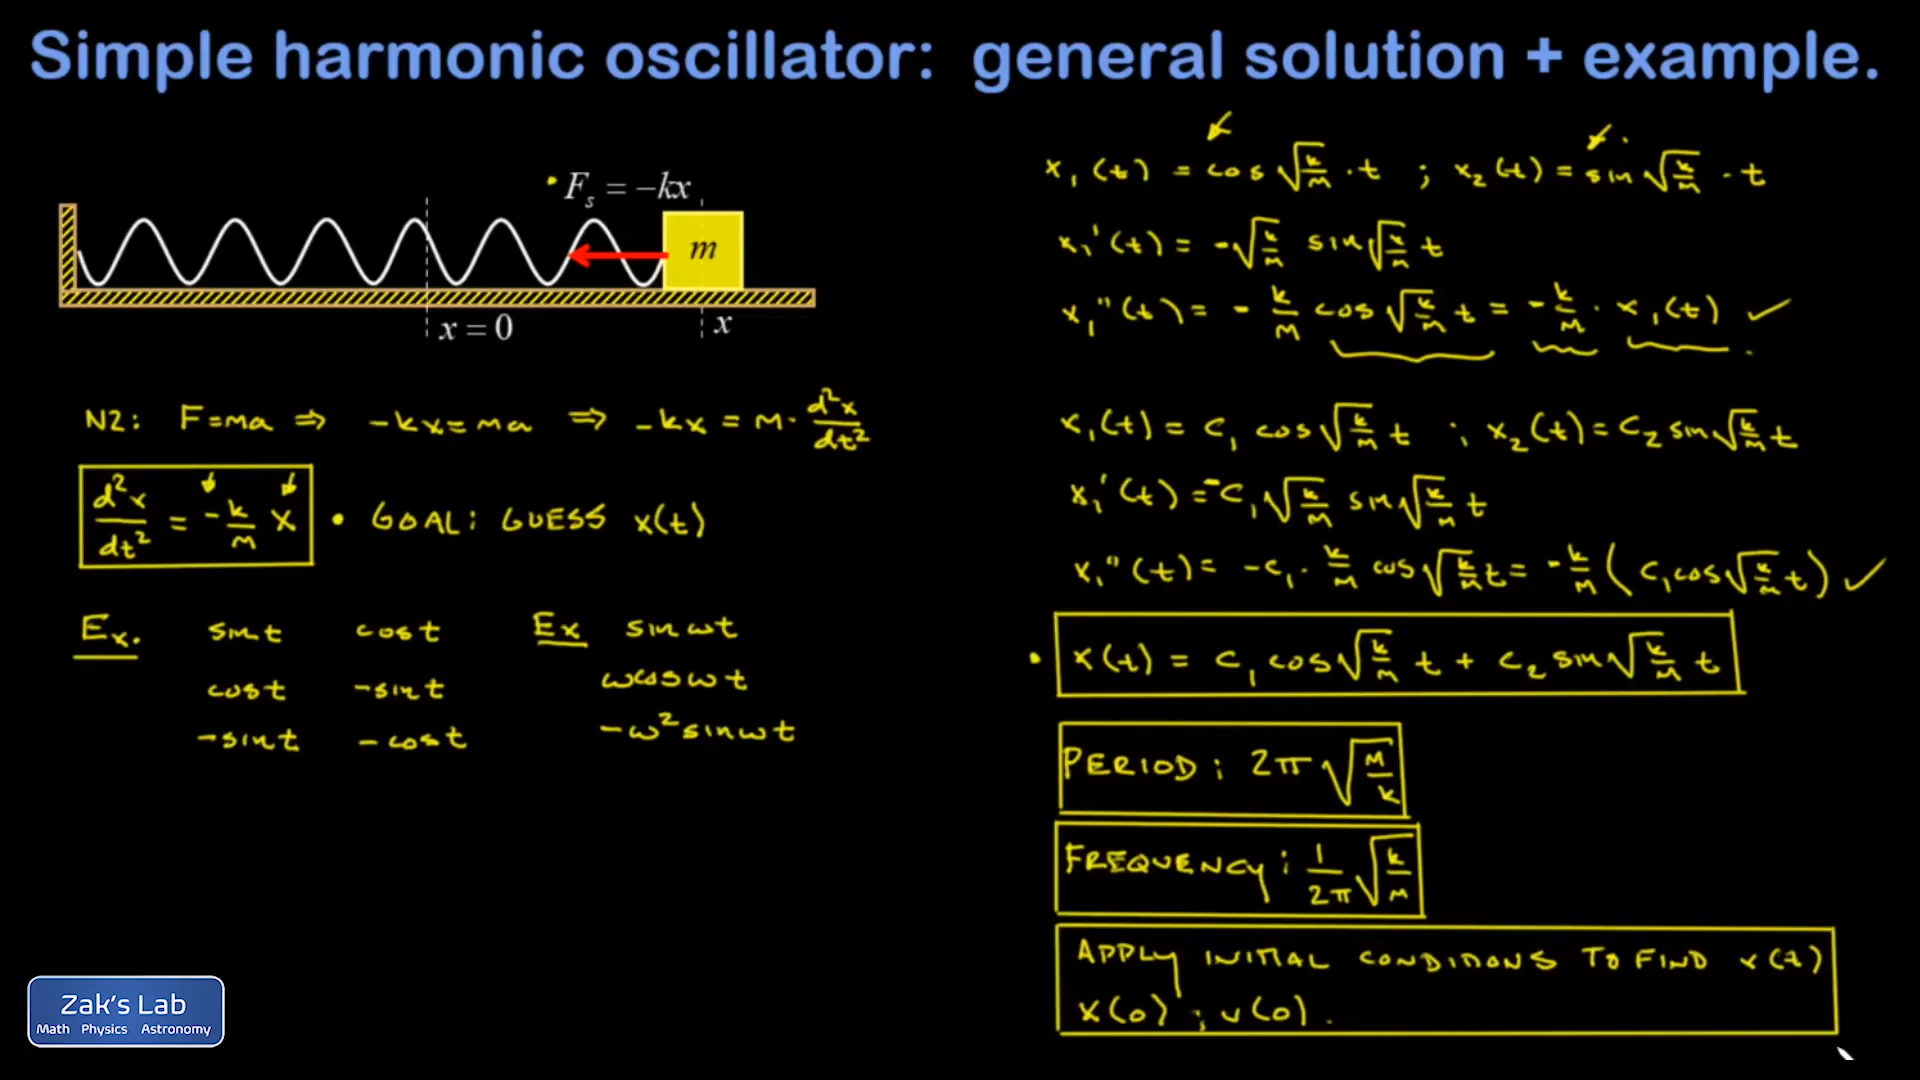 Simple harmonic oscillator: general solution + example.
F_s = −kx
m
x = 0
x
N2: F=ma ⇒ -kx=ma ⇒ -kx = m · d²x/dt²
d²x/dt² = -k/m x • GOAL: GUESS x(t)
Ex. sin t cos t
cos t -sin t
-sin t -cos t
Ex sin ωt
ω cos ωt
-ω² sin ωt
x₁(t) = cos √(k/m) · t ; x₂(t) = sin √(k/m) · t
x₁'(t) = -√(k/m) sin √(k/m) t
x₁''(t) = - k/m cos √(k/m) t = -k/m · x₁(t) ✓
x₁(t) = c₁ cos √(k/m) t ; x₂(t) = c₂ sin √(k/m) t
x₁'(t) = -c₁ √(k/m) sin √(k/m) t
x₁''(t) = -c₁ · k/m cos √(k/m) t = -k/m ( c₁ cos √(k/m) t ) ✓
• x(t) = c₁ cos √(k/m) t + c₂ sin √(k/m) t
PERIOD: 2π √(m/k)
FREQUENCY: 1/2π √(k/m)
APPLY INITIAL CONDITIONS TO FIND x(t)
x(0) ; v(0).
Zak's Lab
Math Physics Astronomy